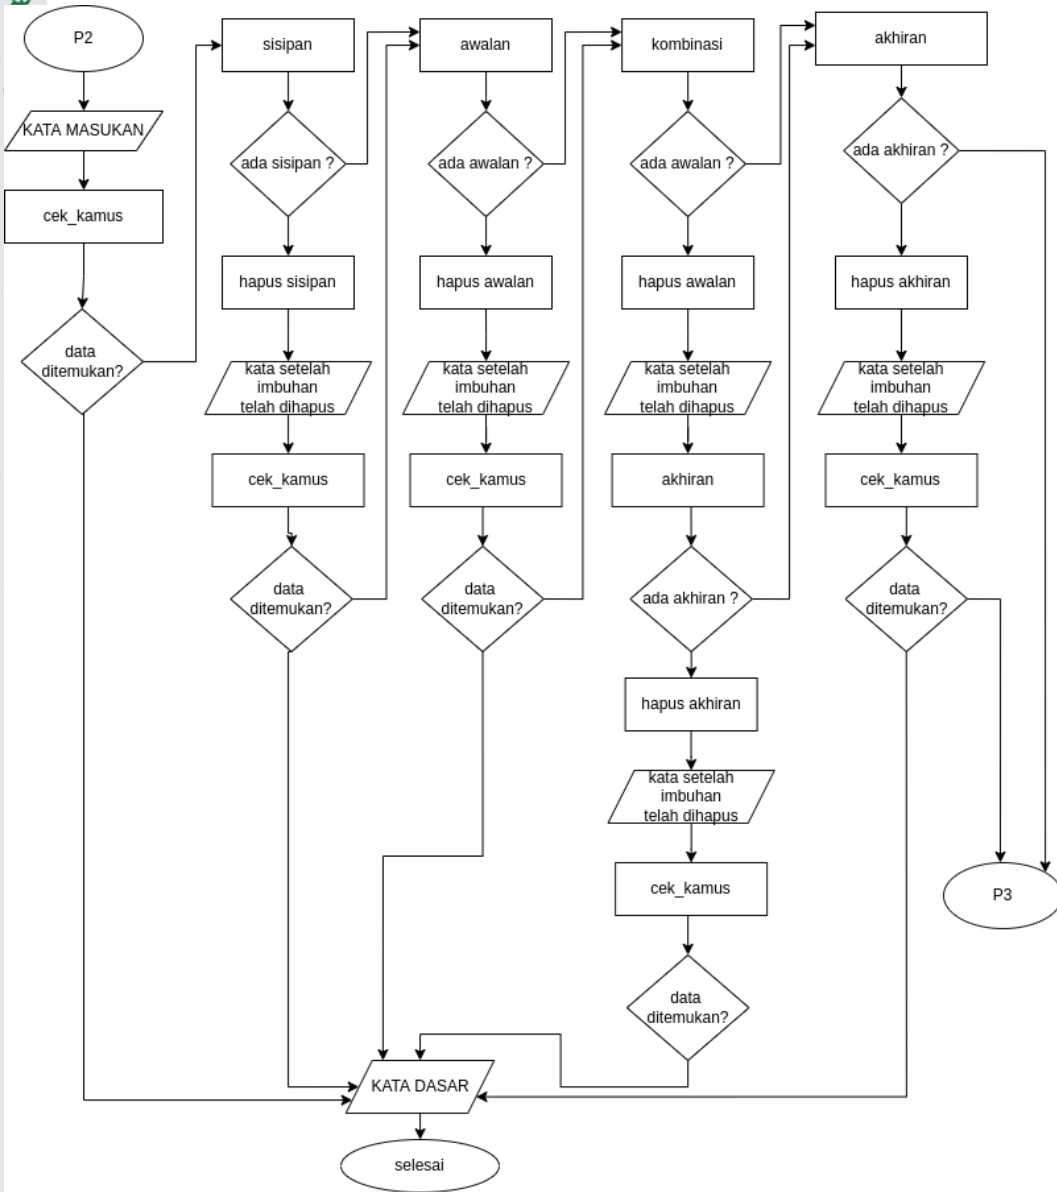 P2
KATA MASUKAN
cek_kamus
data
ditemukan?
sisipan
ada sisipan ?
hapus sisipan
kata setelah
imbuhan
telah dihapus
cek_kamus
data
ditemukan?
awalan
ada awalan ?
hapus awalan
kata setelah
imbuhan
telah dihapus
cek_kamus
data
ditemukan?
kombinasi
ada awalan ?
hapus awalan
kata setelah
imbuhan
telah dihapus
akhiran
ada akhiran ?
hapus akhiran
kata setelah
imbuhan
telah dihapus
cek_kamus
data
ditemukan?
akhiran
ada akhiran ?
hapus akhiran
kata setelah
imbuhan
telah dihapus
cek_kamus
data
ditemukan?
P3
KATA DASAR
selesai